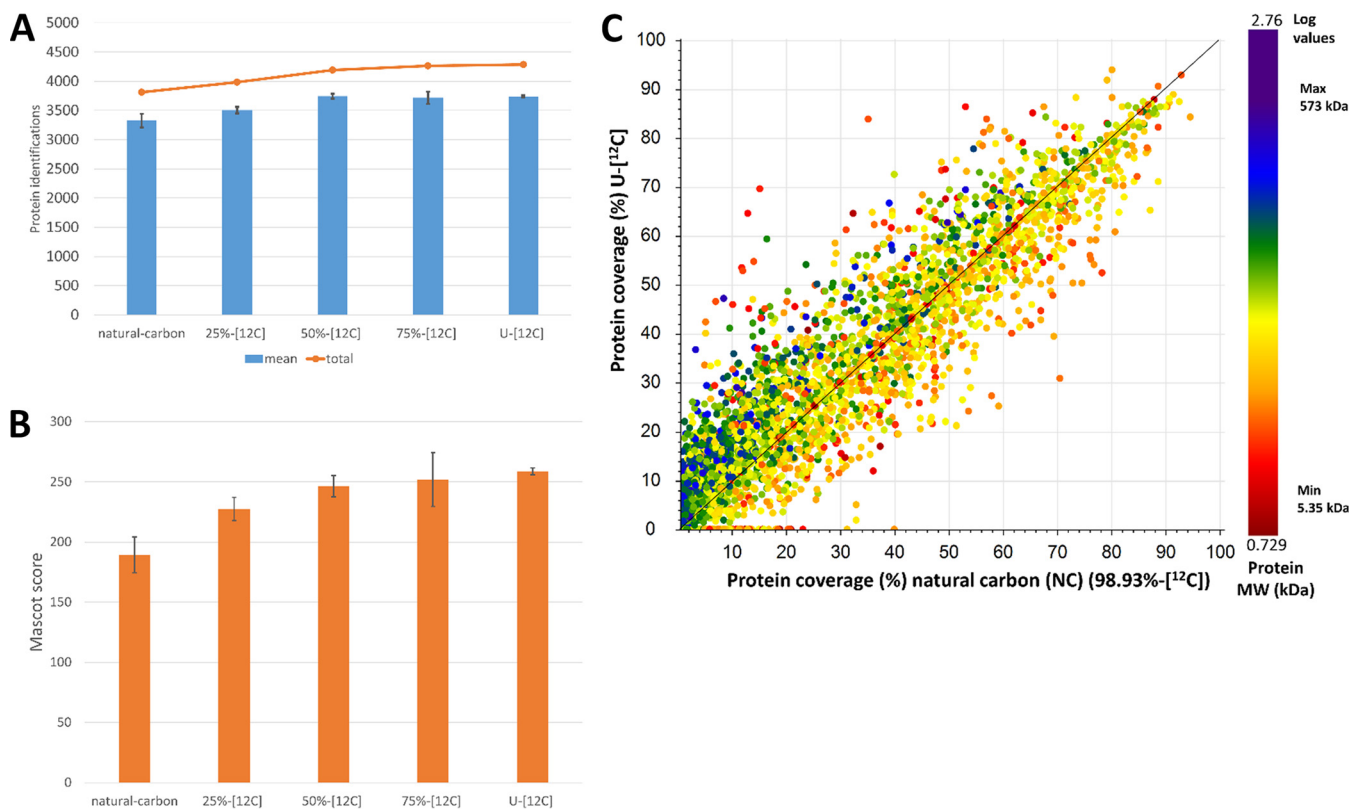 A
5000
4500
4000
3500
3000
2500
2000
1500
1000
500
0
Protein identifications
natural-carbon 25%-[12C] 50%-[12C] 75%-[12C] U-[12C]
mean total
B
300
250
200
150
100
50
0
Mascot score
natural-carbon 25%-[12C] 50%-[12C] 75%-[12C] U-[12C]
C
100
90
80
70
60
50
40
30
20
10
0
Protein coverage (%) U-[¹²C]
10 20 30 40 50 60 70 80 90 100
Protein coverage (%) natural carbon (NC) (98.93%-[¹²C])
2.76 Log
values
Max
573 kDa
Min
5.35 kDa
0.729
Protein
MW (kDa)